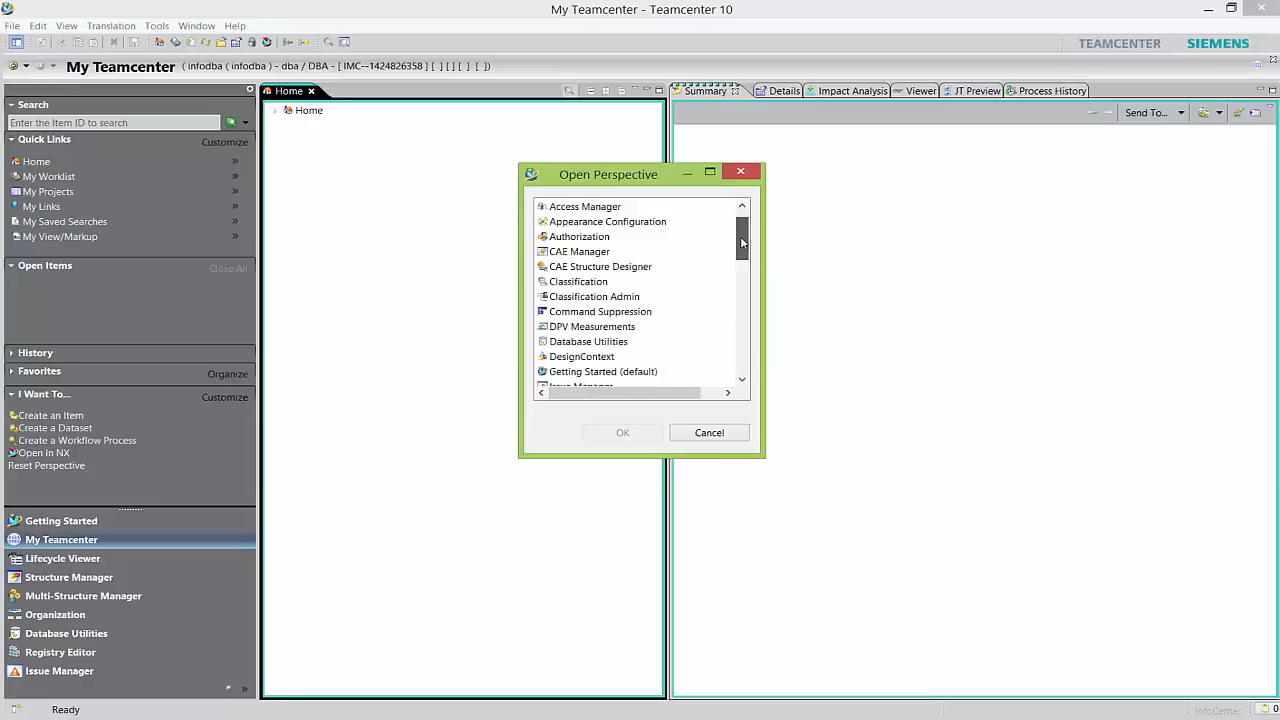 My Teamcenter - Teamcenter 10
File Edit View Translation Tools Window Help
TEAMCENTER SIEMENS
My Teamcenter ( infodba ( infodba ) - dba / DBA - [ IMC--1424826358 ] [ ] [ ] [ ] [ ])
Search
Enter the Item ID to search
Quick Links Customize
Home
My Worklist
My Projects
My Links
My Saved Searches
My View/Markup
Open Items Close All
History
Favorites Organize
I Want To... Customize
Create an Item
Create a Dataset
Create a Workflow Process
Open In NX
Reset Perspective
Getting Started
My Teamcenter
Lifecycle Viewer
Structure Manager
Multi-Structure Manager
Organization
Database Utilities
Registry Editor
Issue Manager
Home
Home
Summary Details Impact Analysis Viewer JT Preview Process History
Send To...
Open Perspective
Access Manager
Appearance Configuration
Authorization
CAE Manager
CAE Structure Designer
Classification
Classification Admin
Command Suppression
DPV Measurements
Database Utilities
DesignContext
Getting Started (default)
Issue Manager
OK Cancel
Ready
InfoCenter 0